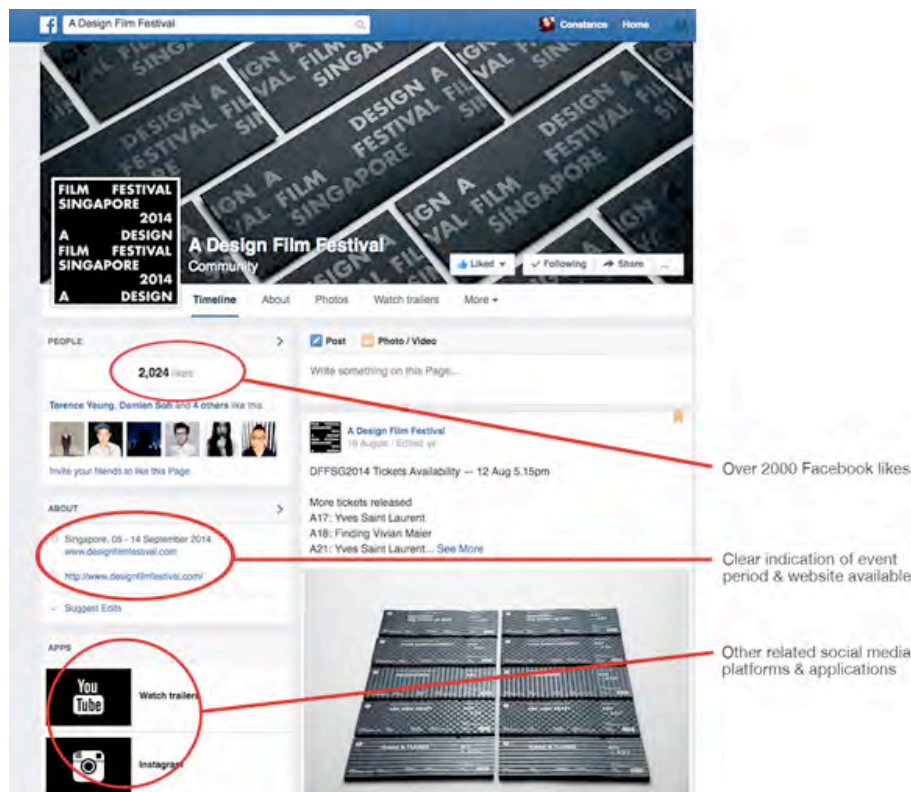 A Design Film Festival
Constance Home
DESIGN A
FESTIVAL FILM
SINGAPORE
FILM FESTIVAL
SINGAPORE
2014
A DESIGN
FILM FESTIVAL
SINGAPORE
2014
A DESIGN
A Design Film Festival
Community
Liked
Following
Share
...
Timeline About Photos Watch trailers More
PEOPLE
2,024 likes
Terence Yeung, Damien Soh and 4 others like this
Invite your friends to like this Page
ABOUT
Singapore, 05 - 14 September 2014
www.designfilmfestival.com
http://www.designfilmfestival.com/
Suggest Edits
APPS
You
Tube
Watch trailers
Instagram
Post Photo / Video
Write something on this Page...
A Design Film Festival
August · Edited
DFFSG2014 Tickets Availability — 12 Aug 5.15pm
More tickets released
A17: Yves Saint Laurent
A18: Finding Vivian Maier
A21: Yves Saint Laurent... See More
Over 2000 Facebook likes
Clear indication of event
period & website available
Other related social media
platforms & applications